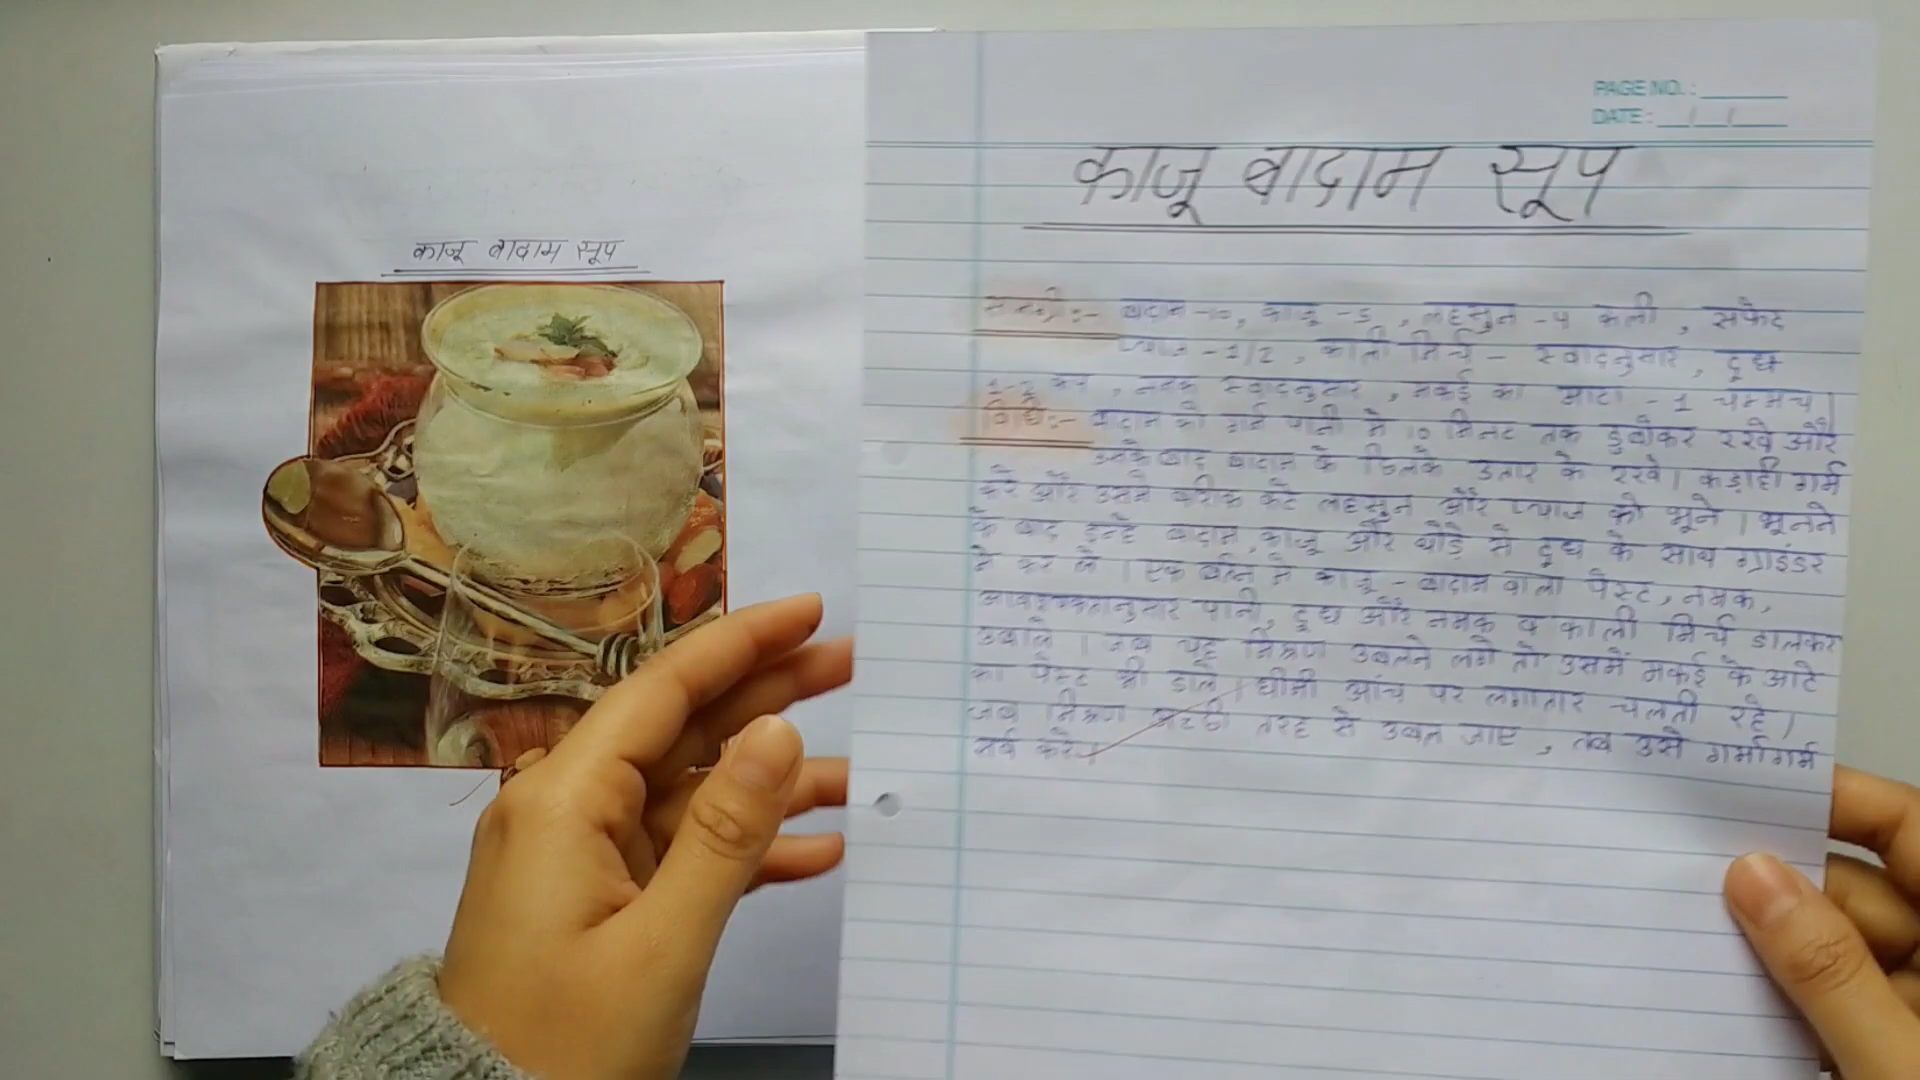 काजू बादाम सूप
PAGE NO. :
DATE :
काजू बादाम सूप
सामग्री :- बादाम -10, काजू -5, लहसुन -4 कली, सफेद
प्याज -1/2, काली मिर्च - स्वादनुसार, दूध
1-2 कप, नमक स्वादनुसार, मकई का आटा -1 चम्मच।
विधि :- बादाम को गर्म पानी में 10 मिनट तक डुबोकर रखें और
उसके बाद बादाम के छिलके उतार के रखे। कड़ाही गर्म
करें और उसमें बारीक कटे लहसुन और प्याज को भूने। भूनने
के बाद इन्हे बादाम, काजू और थोड़े से दूध के साथ ग्राइंडर
में कर लें। एक बर्तन में काजू - बादाम वाला पेस्ट, नमक,
आवश्यकतानुसार पानी, दूध और नमक व काली मिर्च डालकर
उबाले। जब यह मिश्रण उबलने लगे तो उसमें मकई के आटे
का पेस्ट भी डाले। धीमी आंच पर लगातार चलती रहे।
जब मिश्रण अच्छी तरह से उबल जाए, तब उसे गर्मागर्म
सर्व करें।